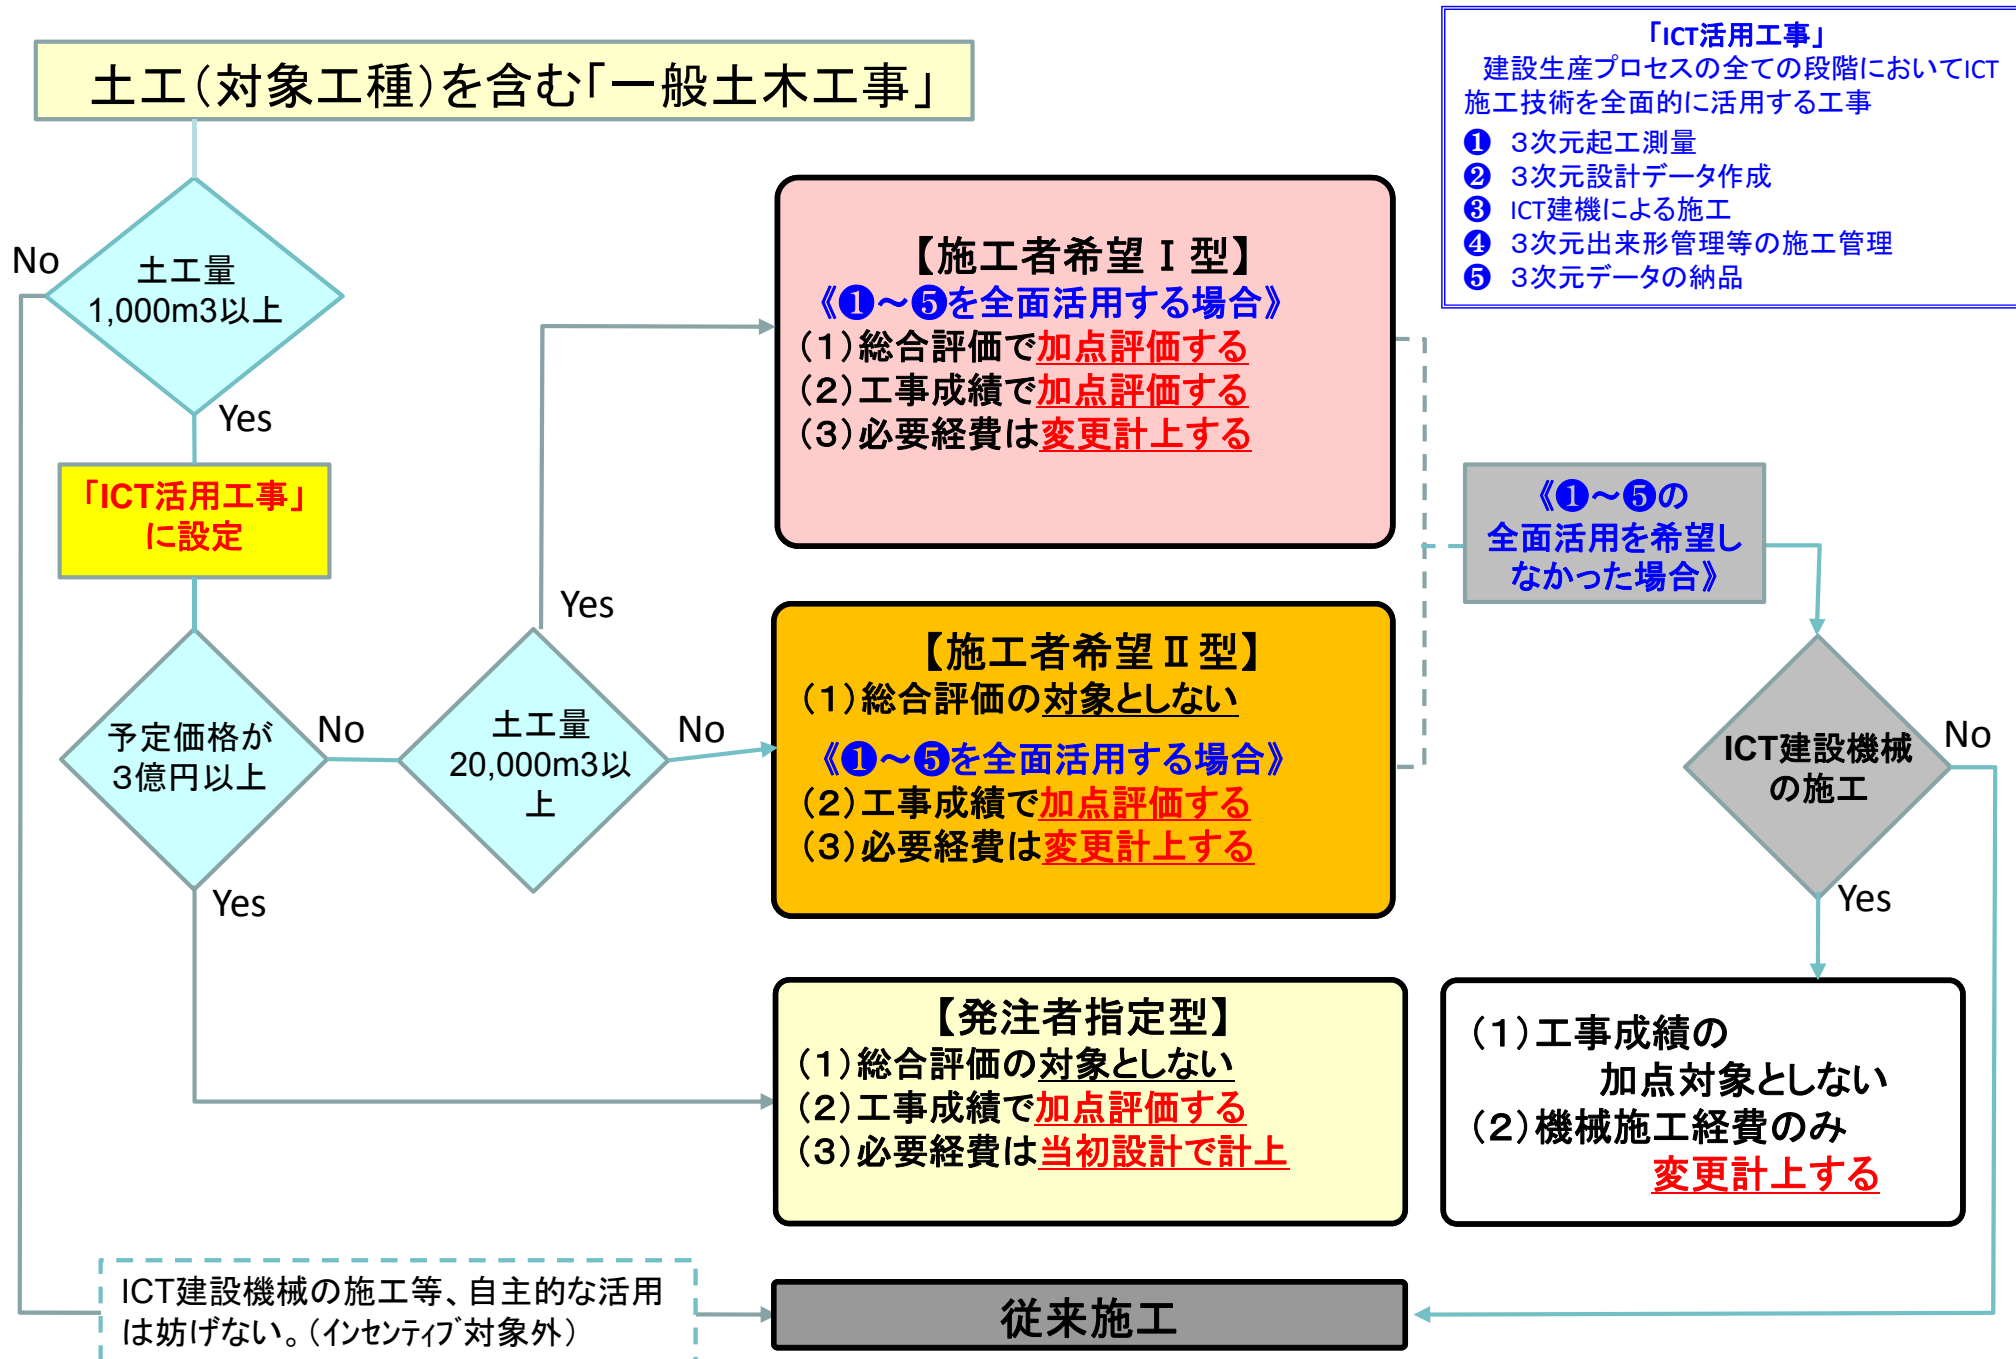 土工（対象工種）を含む「一般土木工事」
「ICT活用工事」
建設生産プロセスの全ての段階においてICT
施工技術を全面的に活用する工事
❶ ３次元起工測量
❷ ３次元設計データ作成
❸ ICT建機による施工
❹ ３次元出来形管理等の施工管理
❺ ３次元データの納品
No
土工量
1,000m3以上
Yes
「ICT活用工事」
に設定
予定価格が
３億円以上
No
Yes
土工量
20,000m3以
上
Yes
No
【施工者希望Ⅰ型】
《❶～❺を全面活用する場合》
（１）総合評価で加点評価する
（２）工事成績で加点評価する
（３）必要経費は変更計上する
【施工者希望Ⅱ型】
（１）総合評価の対象としない
《❶～❺を全面活用する場合》
（２）工事成績で加点評価する
（３）必要経費は変更計上する
【発注者指定型】
（１）総合評価の対象としない
（２）工事成績で加点評価する
（３）必要経費は当初設計で計上
《❶～❺の
全面活用を希望し
なかった場合》
ICT建設機械
の施工
No
Yes
（１）工事成績の
加点対象としない
（２）機械施工経費のみ
変更計上する
ICT建設機械の施工等、自主的な活用
は妨げない。（インセンティブ対象外）
従来施工